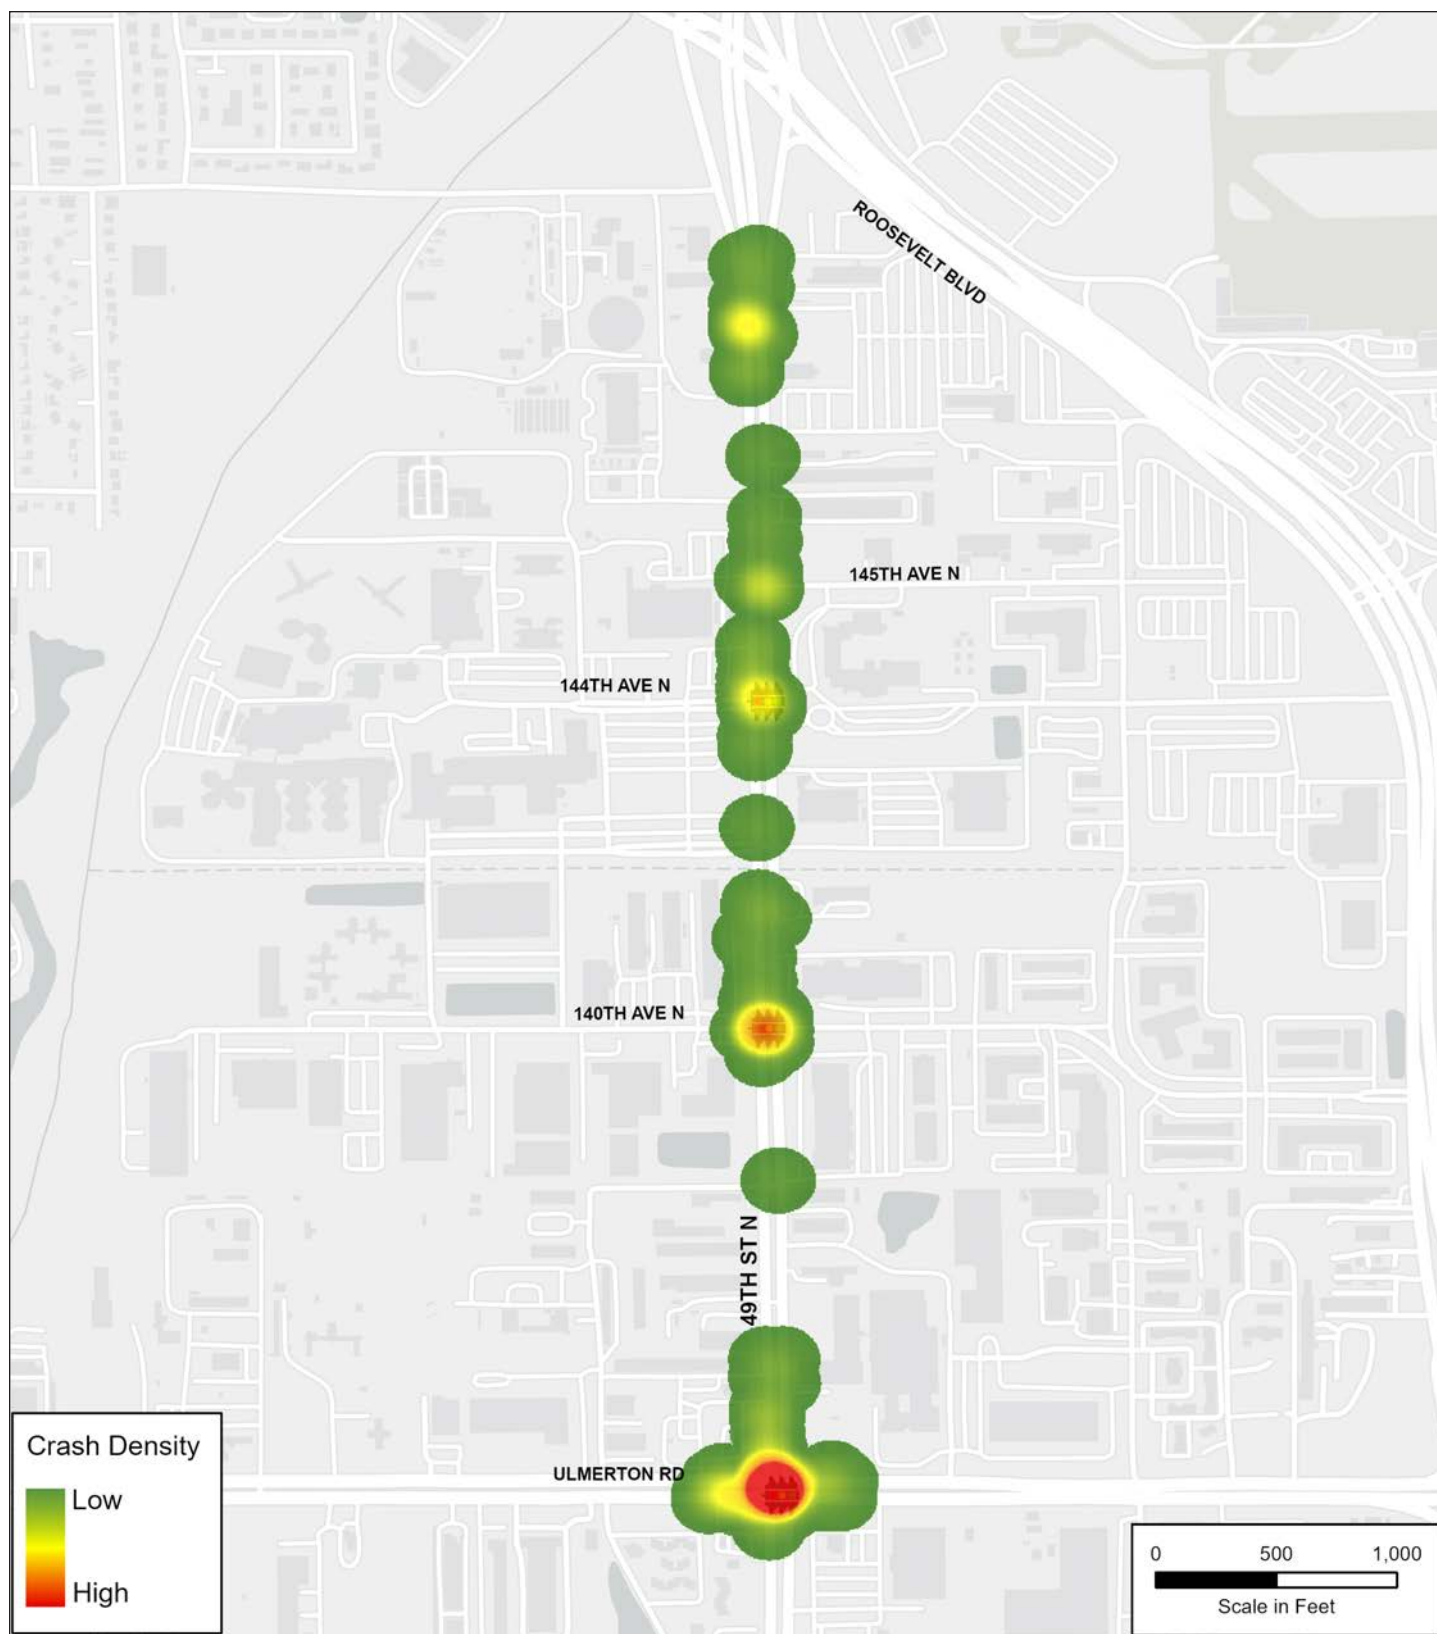 ROOSEVELT BLVD
145TH AVE N
144TH AVE N
140TH AVE N
49TH ST N
ULMERTON RD
Crash Density
Low
High
0 500 1,000
Scale in Feet